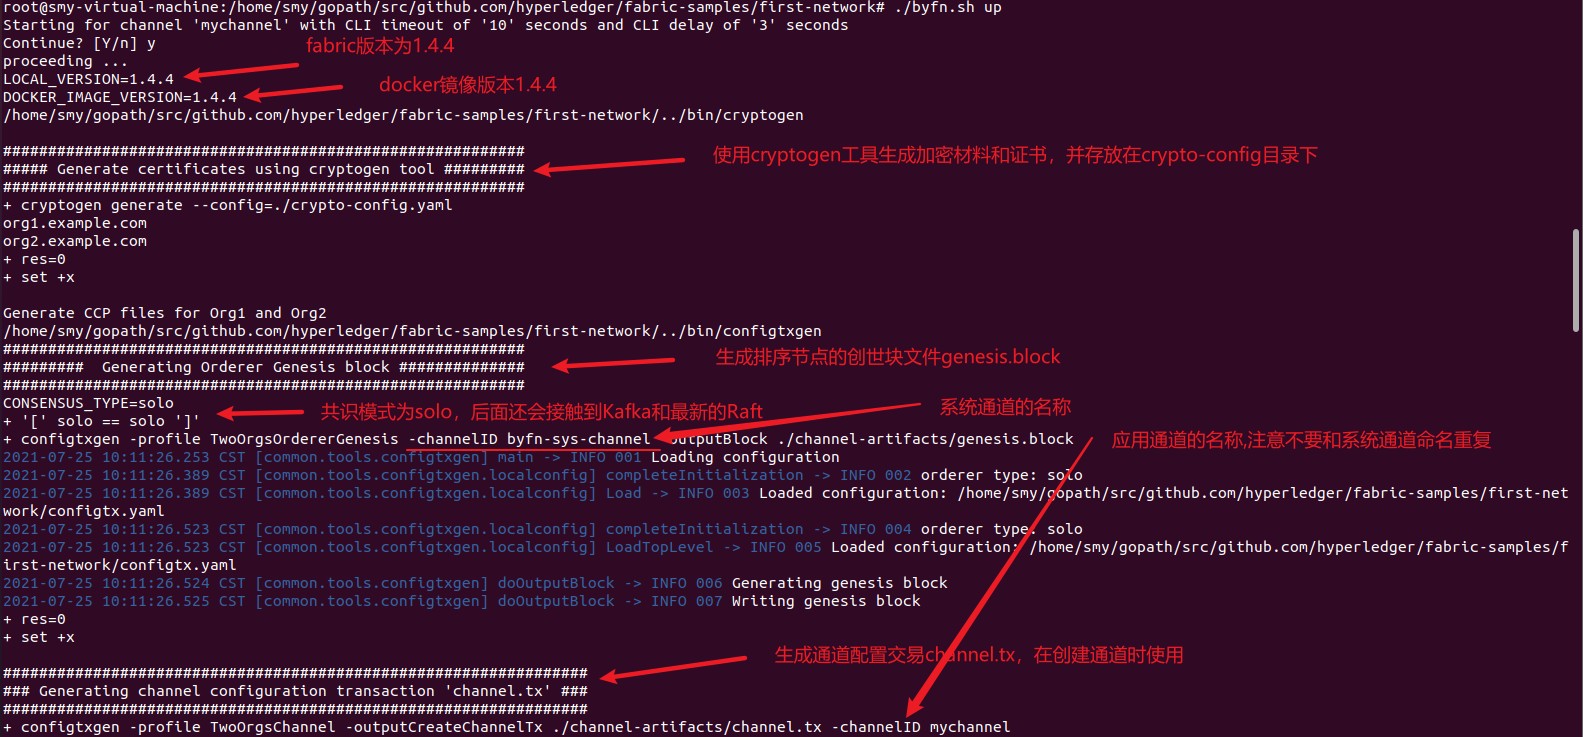 root@smy-virtual-machine:/home/smy/gopath/src/github.com/hyperledger/fabric-samples/first-network# ./byfn.sh up
Starting for channel 'mychannel' with CLI timeout of '10' seconds and CLI delay of '3' seconds
Continue? [Y/n] y
fabric版本为1.4.4
proceeding ...
LOCAL_VERSION=1.4.4
docker镜像版本1.4.4
DOCKER_IMAGE_VERSION=1.4.4
/home/smy/gopath/src/github.com/hyperledger/fabric-samples/first-network/../bin/cryptogen
##########################################################
##### Generate certificates using cryptogen tool #########
使用cryptogen工具生成加密材料和证书，并存放在crypto-config目录下
##########################################################
+ cryptogen generate --config=./crypto-config.yaml
org1.example.com
org2.example.com
+ res=0
+ set +x
Generate CCP files for Org1 and Org2
/home/smy/gopath/src/github.com/hyperledger/fabric-samples/first-network/../bin/configtxgen
##########################################################
#########  Generating Orderer Genesis block ##############
生成排序节点的创世块文件genesis.block
##########################################################
CONSENSUS_TYPE=solo
共识模式为solo，后面还会接触到Kafka和最新的Raft
系统通道的名称
+ '[' solo == solo ']'
+ configtxgen -profile TwoOrgsOrdererGenesis -channelID byfn-sys-channel -outputBlock ./channel-artifacts/genesis.block
应用通道的名称,注意不要和系统通道命名重复
2021-07-25 10:11:26.253 CST [common.tools.configtxgen] main -> INFO 001 Loading configuration
2021-07-25 10:11:26.389 CST [common.tools.configtxgen.localconfig] completeInitialization -> INFO 002 orderer type: solo
2021-07-25 10:11:26.389 CST [common.tools.configtxgen.localconfig] Load -> INFO 003 Loaded configuration: /home/smy/gopath/src/github.com/hyperledger/fabric-samples/first-net
work/configtx.yaml
2021-07-25 10:11:26.523 CST [common.tools.configtxgen.localconfig] completeInitialization -> INFO 004 orderer type: solo
2021-07-25 10:11:26.523 CST [common.tools.configtxgen.localconfig] LoadTopLevel -> INFO 005 Loaded configuration: /home/smy/gopath/src/github.com/hyperledger/fabric-samples/f
irst-network/configtx.yaml
2021-07-25 10:11:26.524 CST [common.tools.configtxgen] doOutputBlock -> INFO 006 Generating genesis block
2021-07-25 10:11:26.525 CST [common.tools.configtxgen] doOutputBlock -> INFO 007 Writing genesis block
+ res=0
+ set +x
生成通道配置交易channel.tx，在创建通道时使用
#################################################################
### Generating channel configuration transaction 'channel.tx' ###
#################################################################
+ configtxgen -profile TwoOrgsChannel -outputCreateChannelTx ./channel-artifacts/channel.tx -channelID mychannel